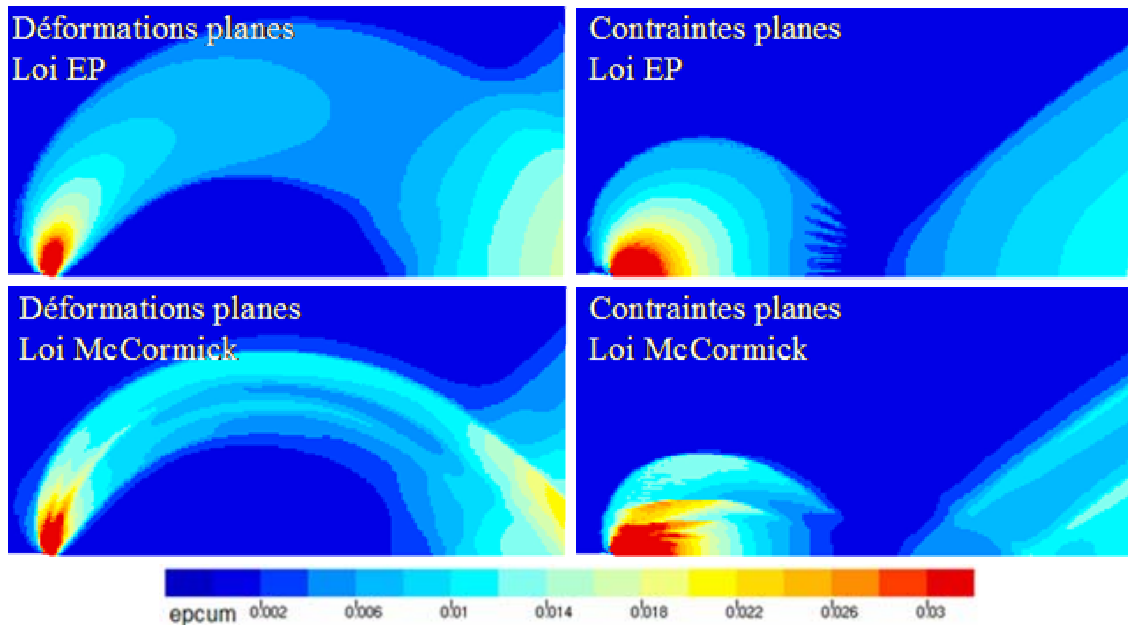 Déformations planes
Loi EP
Contraintes planes
Loi EP
Déformations planes
Loi McCormick
Contraintes planes
Loi McCormick
epcum 0.002 0.006 0.01 0.014 0.018 0.022 0.026 0.03